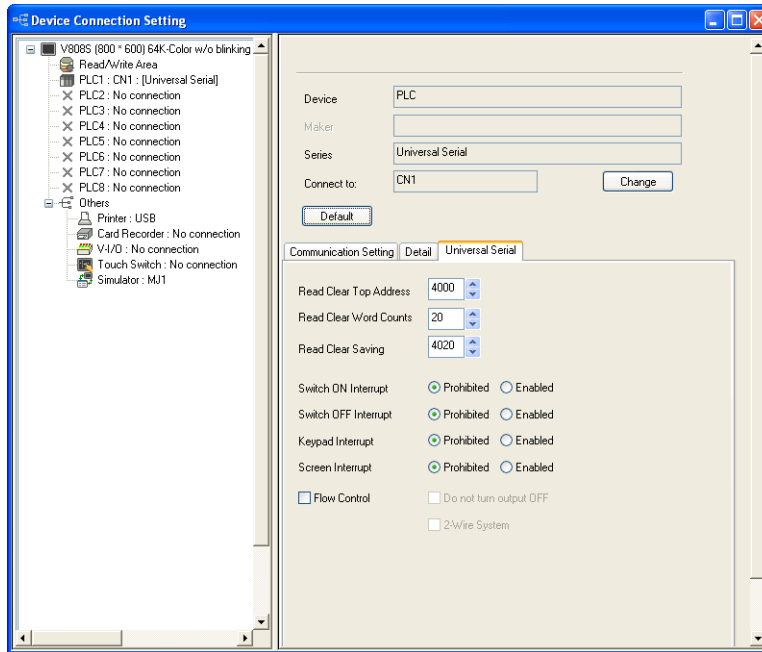 Device Connection Setting
V808S (800 * 600) 64K-Color w/o blinking
Read/Write Area
PLC1 : CN1 : [Universal Serial]
PLC2 : No connection
PLC3 : No connection
PLC4 : No connection
PLC5 : No connection
PLC6 : No connection
PLC7 : No connection
PLC8 : No connection
Others
Printer : USB
Card Recorder : No connection
V-I/O : No connection
Touch Switch : No connection
Simulator : MJ1
Device PLC
Maker
Series Universal Serial
Connect to: CN1 Change
Default
Communication Setting Detail Universal Serial
Read Clear Top Address 4000
Read Clear Word Counts 20
Read Clear Saving 4020
Switch ON Interrupt Prohibited Enabled
Switch OFF Interrupt Prohibited Enabled
Keypad Interrupt Prohibited Enabled
Screen Interrupt Prohibited Enabled
Flow Control Do not turn output OFF
2-Wire System